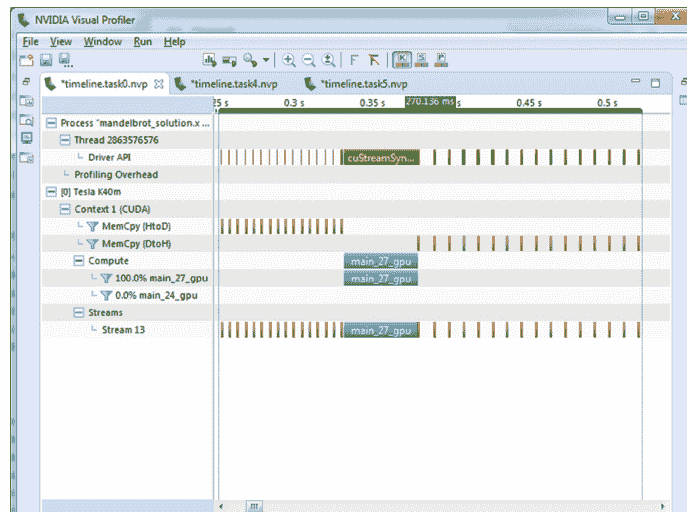 NVIDIA Visual Profiler
File View Window Run Help
*timeline.task0.nvp *timeline.task4.nvp *timeline.task5.nvp
0.3 s 0.35 s 270.136 ms 0.45 s 0.5 s
Process "mandelbrot_solution.x ...
Thread 2863576576
Driver API cuStreamSyn...
Profiling Overhead
[0] Tesla K40m
Context 1 (CUDA)
MemCpy (HtoD)
MemCpy (DtoH)
Compute main_27_gpu
100.0% main_27_gpu main_27_gpu
0.0% main_24_gpu
Streams
Stream 13 main_27_gpu